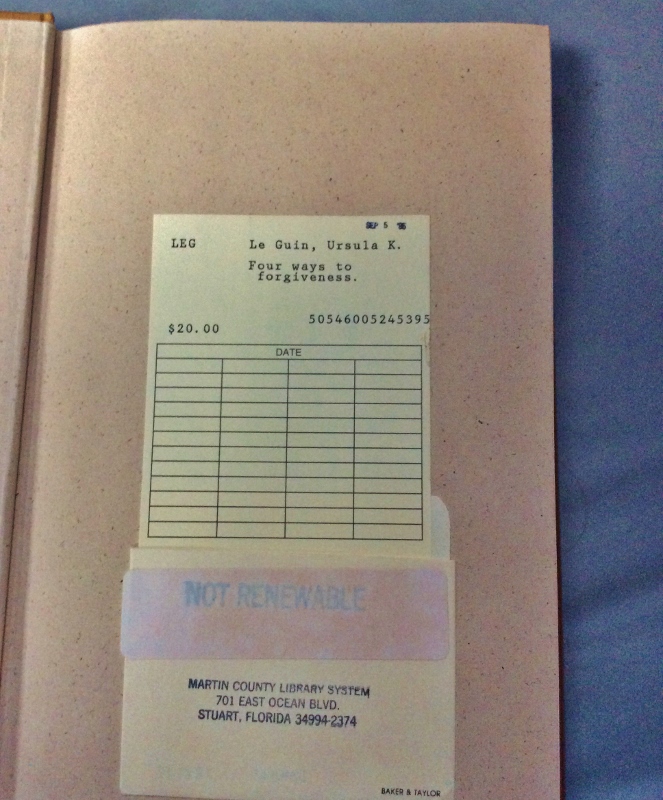 SEP 5
LEG Le Guin, Ursula K.
Four ways to
forgiveness.
50546005245395
$20.00
DATE
NOT RENEWABLE
MARTIN COUNTY LIBRARY SYSTEM
701 EAST OCEAN BLVD.
STUART, FLORIDA 34994-2374
BAKER & TAYLOR